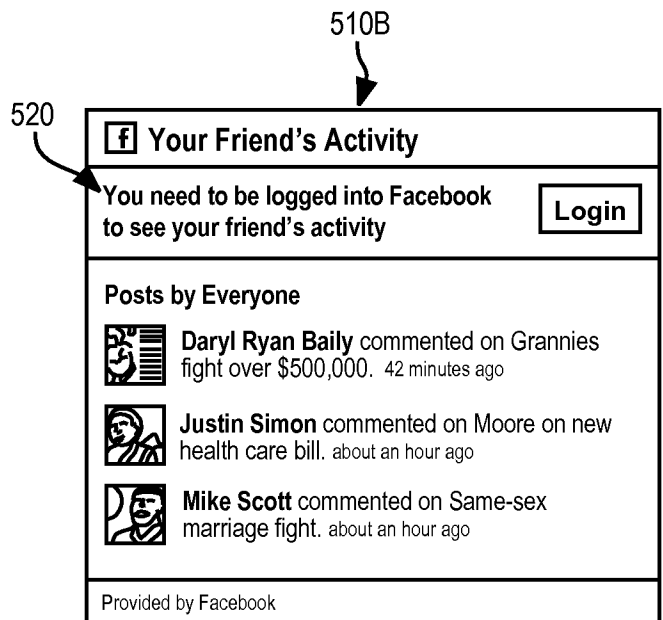 510B
520
f Your Friend's Activity
You need to be logged into Facebook
to see your friend's activity
Login
Posts by Everyone
Daryl Ryan Baily commented on Grannies
fight over $500,000. 42 minutes ago
Justin Simon commented on Moore on new
health care bill. about an hour ago
Mike Scott commented on Same-sex
marriage fight. about an hour ago
Provided by Facebook